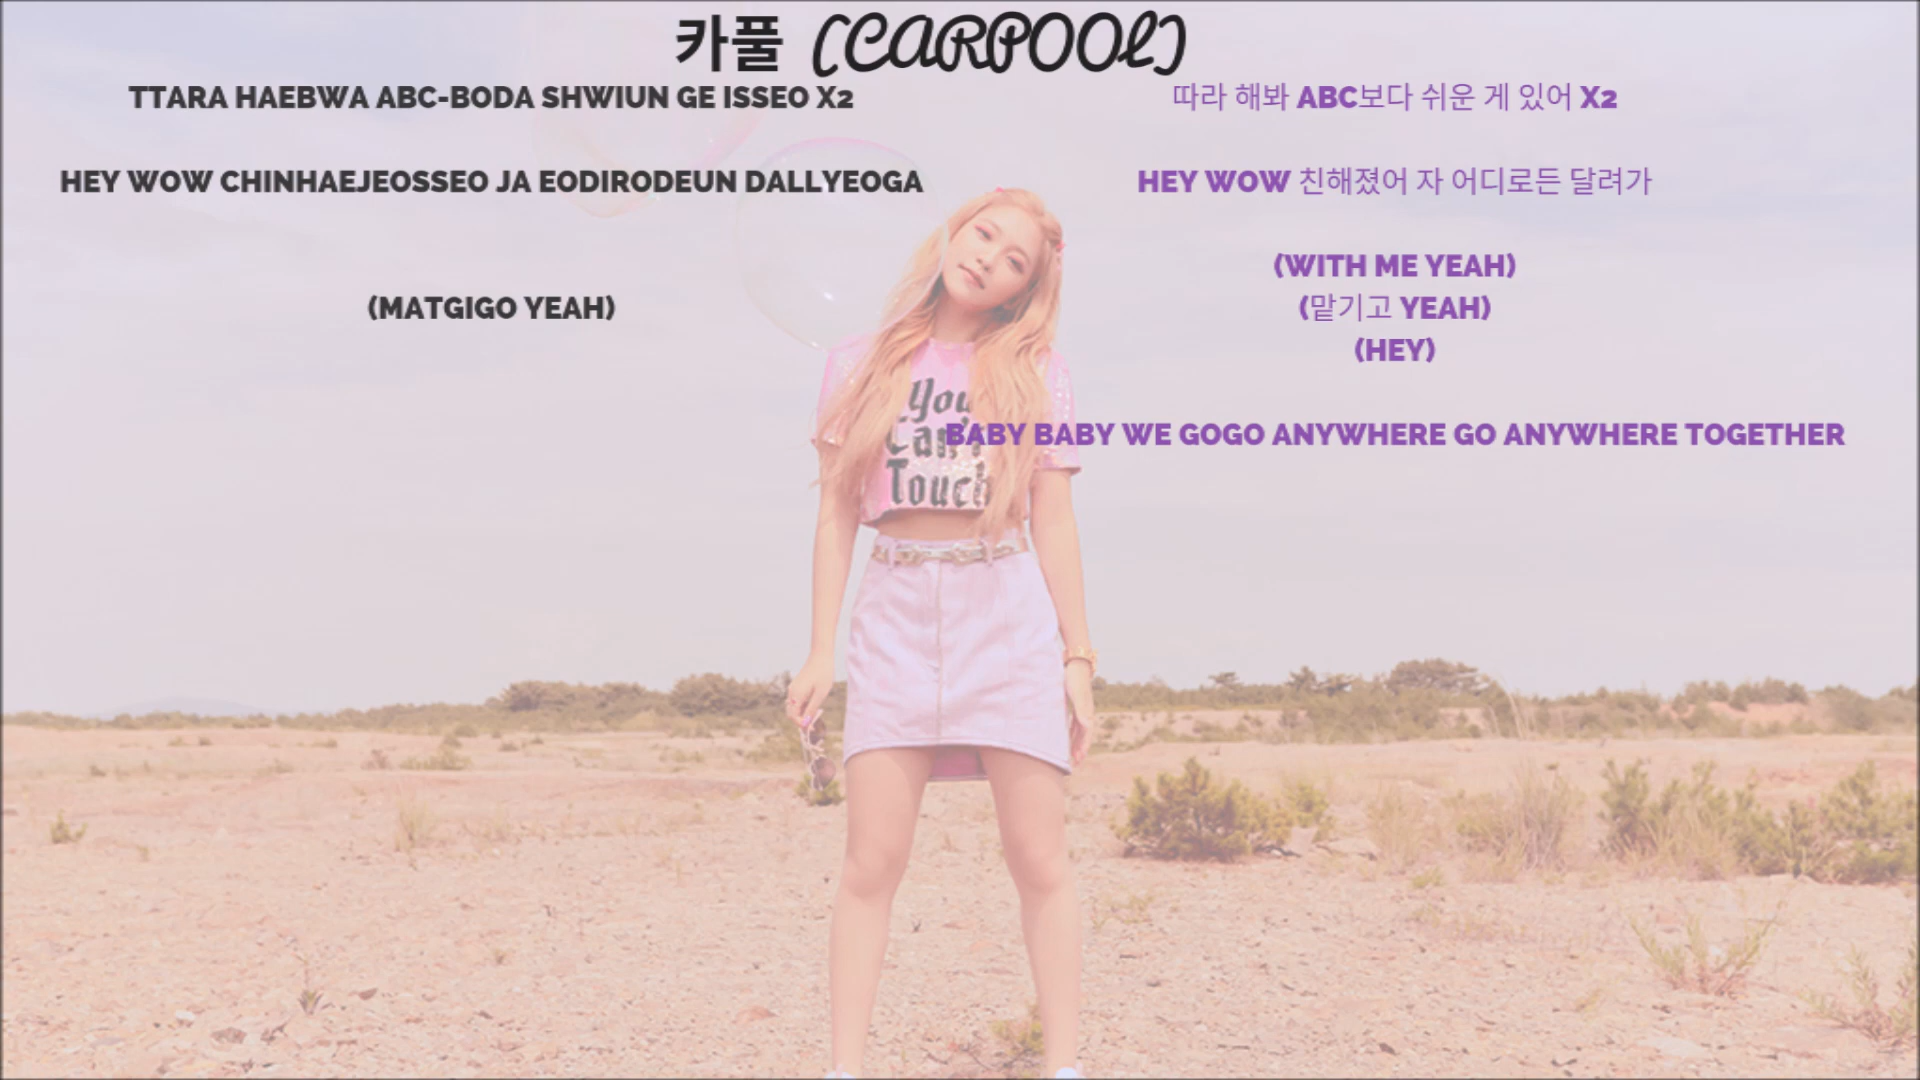 카풀 (CARPOOL)
TTARA HAEBWA ABC-BODA SHWIUN GE ISSEO X2
HEY WOW CHINHAEJEOSSEO JA EODIRODEUN DALLYEOGA
(MATGIGO YEAH)
따라 해봐 ABC보다 쉬운 게 있어 X2
HEY WOW 친해졌어 자 어디로든 달려가
(WITH ME YEAH)
(맡기고 YEAH)
(HEY)
BABY BABY WE GOGO ANYWHERE GO ANYWHERE TOGETHER
You
Can't
Touch